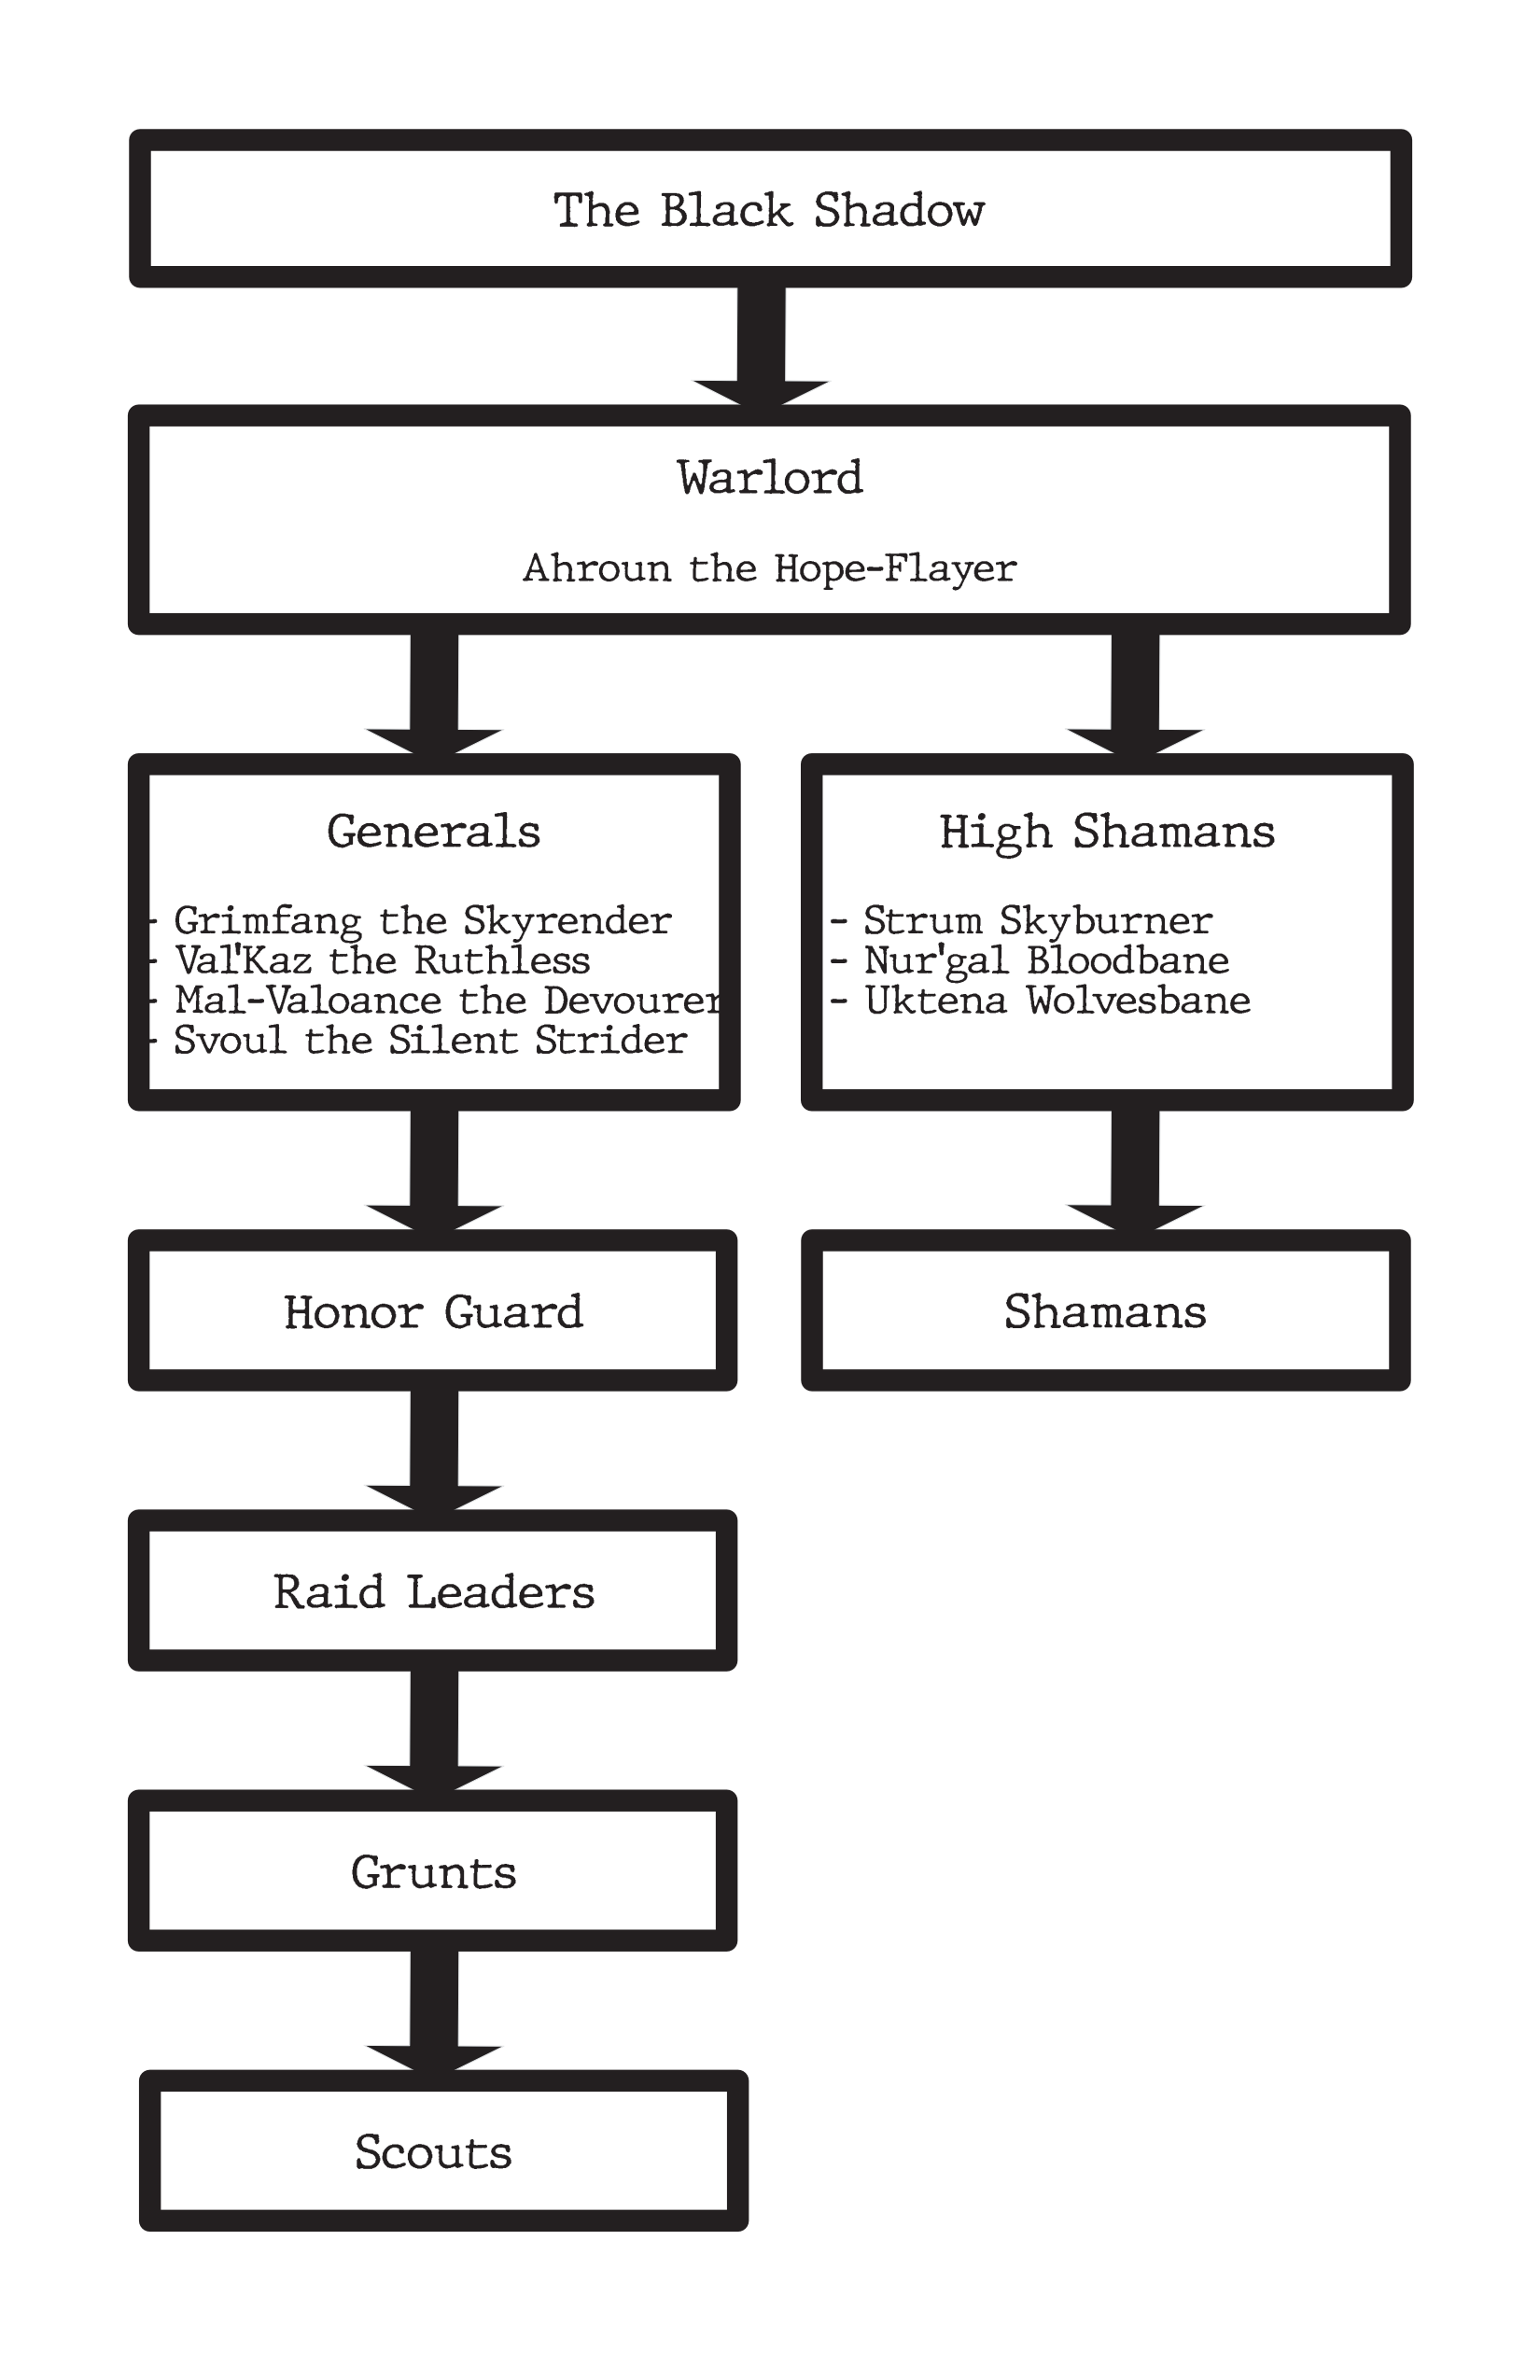 The Black Shadow
Warlord
Ahroun the Hope-Flayer
Generals
- Grimfang the Skyrender
- Val'Kaz the Ruthless
- Mal-Valoance the Devourer
- Svoul the Silent Strider
High Shamans
- Strum Skyburner
- Nur'gal Bloodbane
- Uktena Wolvesbane
Honor Guard
Shamans
Raid Leaders
Grunts
Scouts